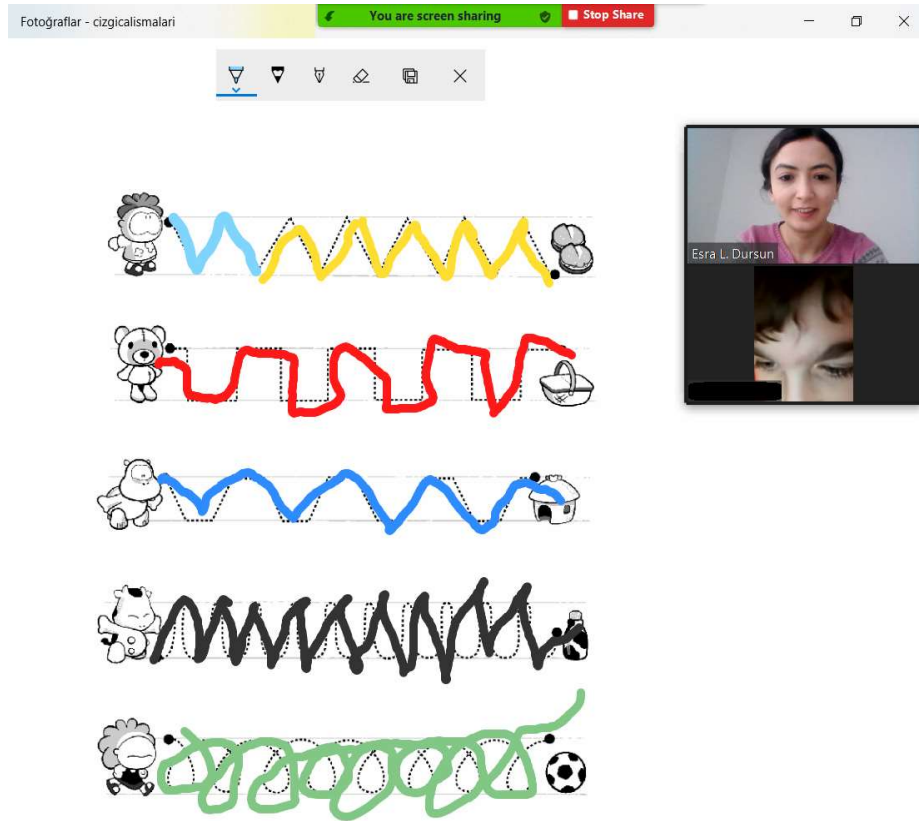 Fotoğraflar - cizgicalismalari
You are screen sharing
Stop Share
Esra L. Dursun